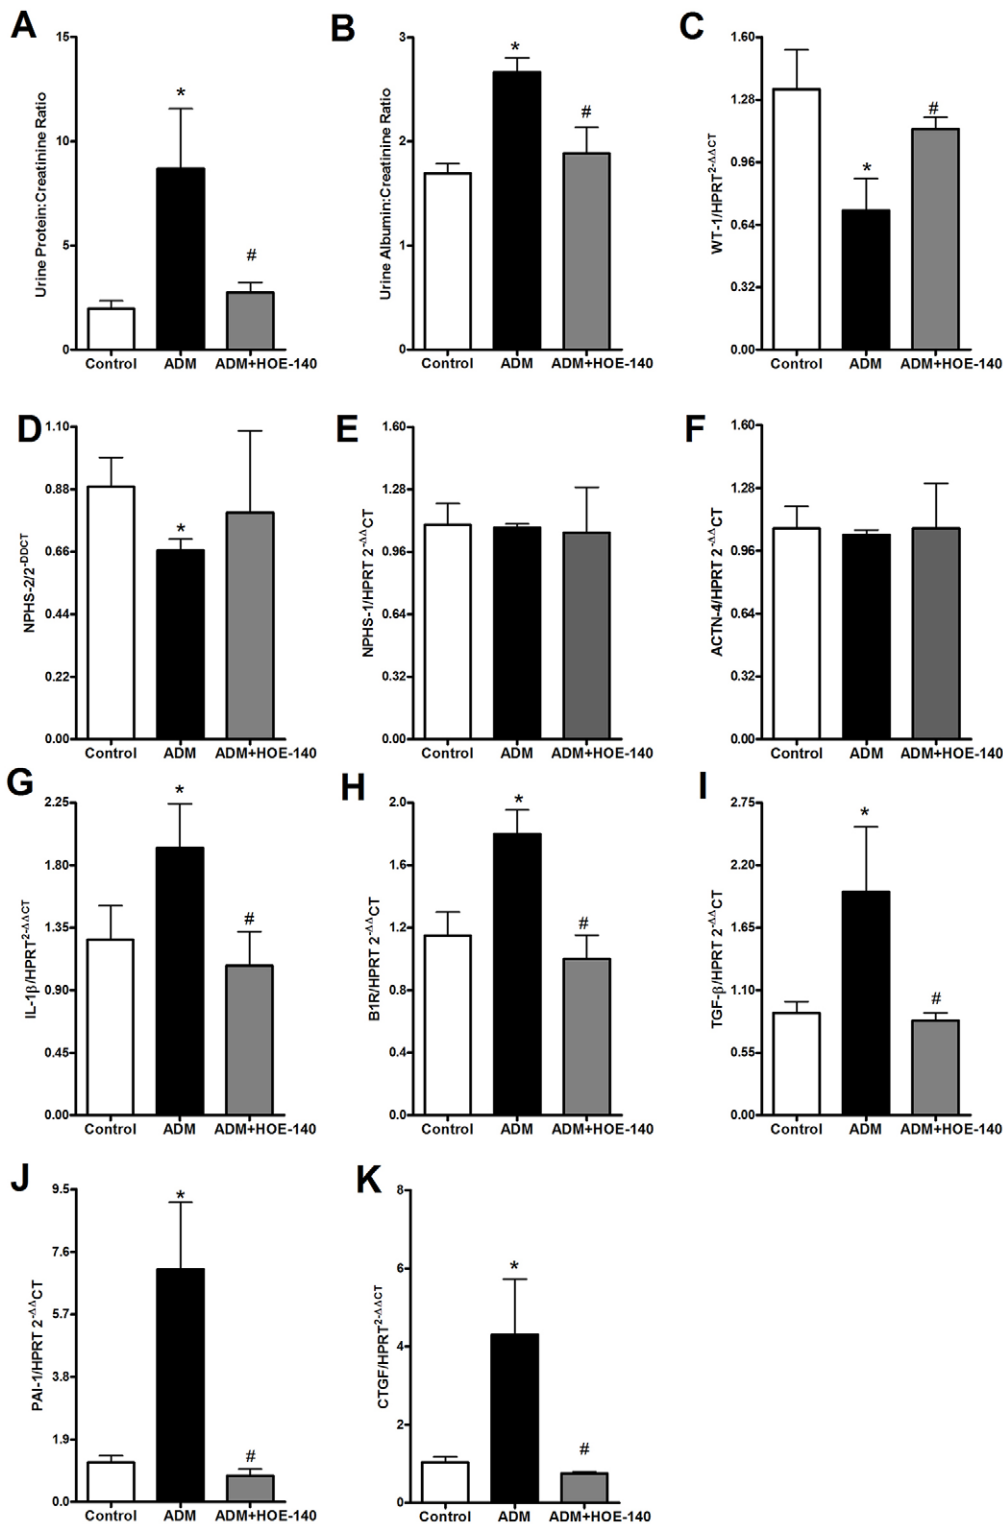 A
Urine Protein:Creatinine Ratio
15
10
5
0
*
#
Control ADM ADM+HOE-140
B
Urine Albumin:Creatinine Ratio
3
2
1
0
*
#
Control ADM ADM+HOE-140
C
WT-1/HPRT2-ΔΔCT
1.60
1.28
0.96
0.64
0.32
0.00
*
#
Control ADM ADM+HOE-140
D
NPHS-2/2-DDCT
1.10
0.88
0.66
0.44
0.22
0.00
*
Control ADM ADM+HOE-140
E
NPHS-1/HPRT 2-ΔΔCT
1.60
1.28
0.96
0.64
0.32
0.00
Control ADM ADM+HOE-140
F
ACTN-4/HPRT 2-ΔΔCT
1.60
1.28
0.96
0.64
0.32
0.00
Control ADM ADM+HOE-140
G
IL-1β/HPRT2-ΔΔCT
2.25
1.80
1.35
0.90
0.45
0.00
*
#
Control ADM ADM+HOE-140
H
B1R/HPRT 2-ΔΔCT
2.0
1.6
1.2
0.8
0.4
0.0
*
#
Control ADM ADM+HOE-140
I
TGF-β/HPRT 2-ΔΔCT
2.75
2.20
1.65
1.10
0.55
0.00
*
#
Control ADM ADM+HOE-140
J
PAI-1/HPRT 2-ΔΔCT
9.5
7.6
5.7
3.8
1.9
0.0
*
#
Control ADM ADM+HOE-140
K
CTGF/HPRT2-ΔΔCT
8
6
4
2
0
*
#
Control ADM ADM+HOE-140